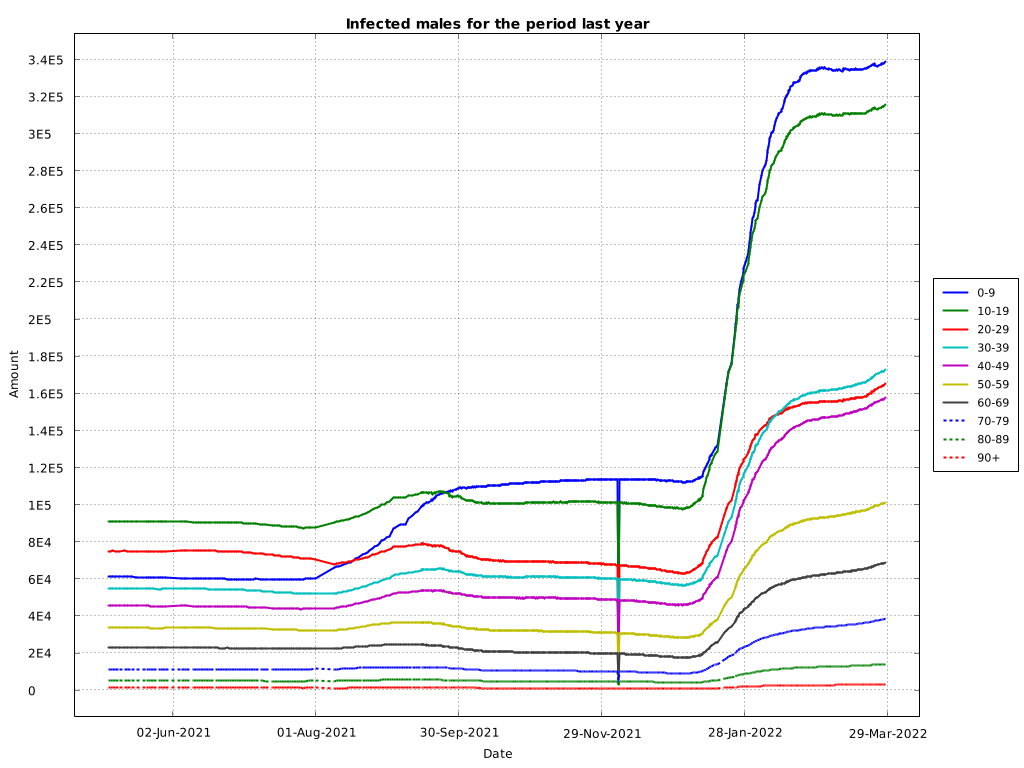 Infected males for the period last year
3.4E5
3.2E5
3E5
2.8E5
2.6E5
2.4E5
2.2E5
2E5
1.8E5
1.6E5
1.4E5
1.2E5
1E5
8E4
6E4
4E4
2E4
0
Amount
02-Jun-2021 01-Aug-2021 30-Sep-2021 29-Nov-2021 28-Jan-2022 29-Mar-2022
Date
0-9
10-19
20-29
30-39
40-49
50-59
60-69
70-79
80-89
90+